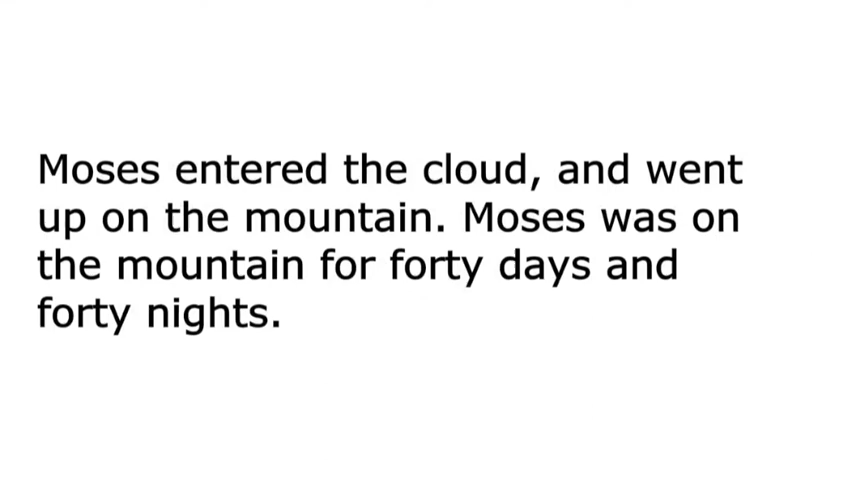 Moses entered the cloud, and went
up on the mountain. Moses was on
the mountain for forty days and
forty nights.